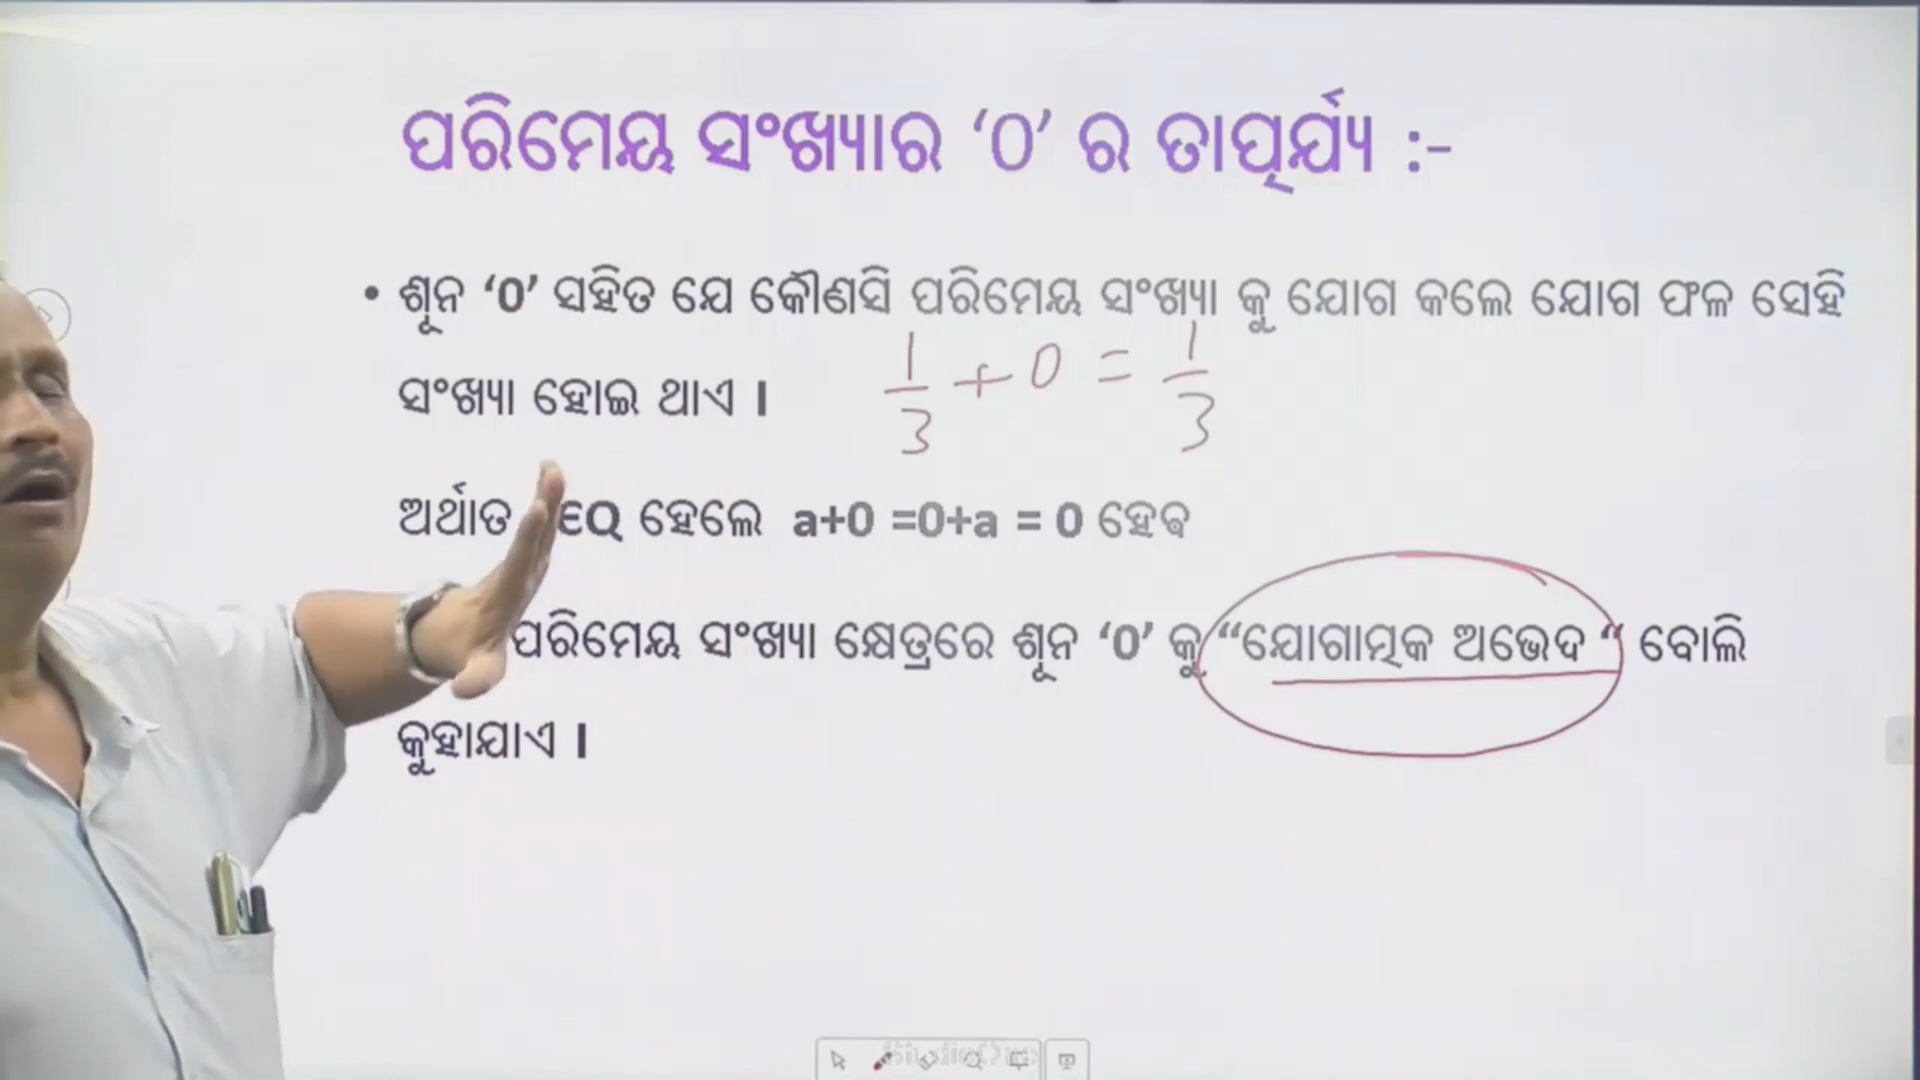 ପରିମେୟ ସଂଖ୍ୟାର ‘0’ ର ତାତ୍ପର୍ଯ୍ୟ :-
• ଶୂନ ‘0’ ସହିତ ଯେ କୌଣସି ପରିମେୟ ସଂଖ୍ୟା କୁ ଯୋଗ କଲେ ଯୋଗ ଫଳ ସେହି
ସଂଖ୍ୟା ହୋଇ ଥାଏ ।
1/3 + 0 = 1/3
ଅର୍ଥାତ ЄQ ହେଲେ a+0 =0+a = 0 ହେବ
ପରିମେୟ ସଂଖ୍ୟା କ୍ଷେତ୍ରରେ ଶୂନ ‘0’ କୁ “ଯୋଗାତ୍ମକ ଅଭେଦ “ ବୋଲି
କୁହାଯାଏ ।